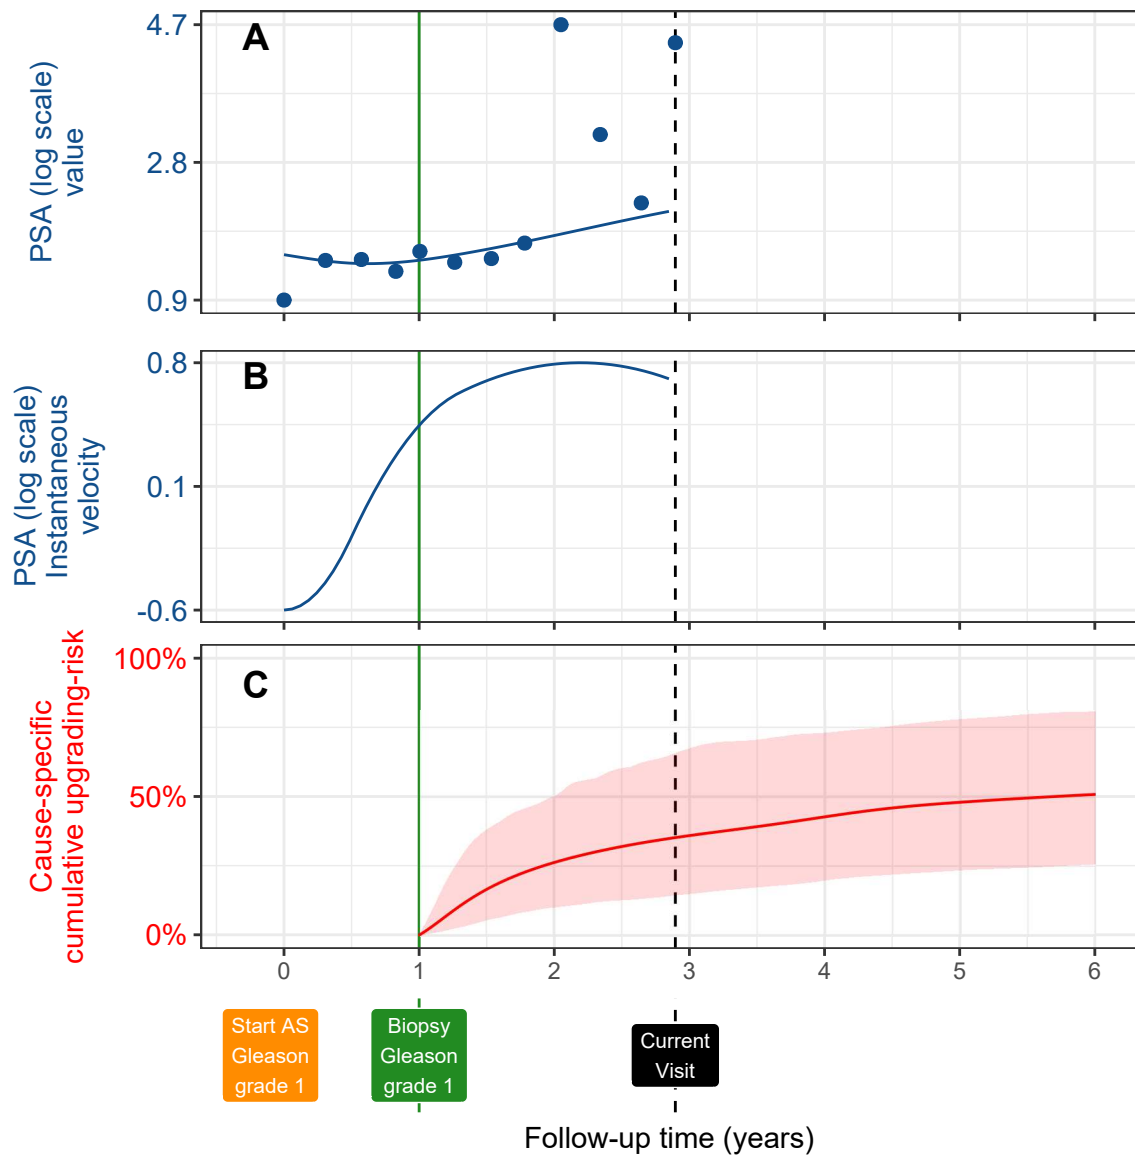 A
PSA (log scale)
value
4.7
2.8
0.9
B
PSA (log scale)
Instantaneous
velocity
0.8
0.1
-0.6
C
Cause-specific
cumulative upgrading-risk
100%
50%
0%
0 1 2 3 4 5 6
Start AS
Gleason
grade 1
Biopsy
Gleason
grade 1
Current
Visit
Follow-up time (years)